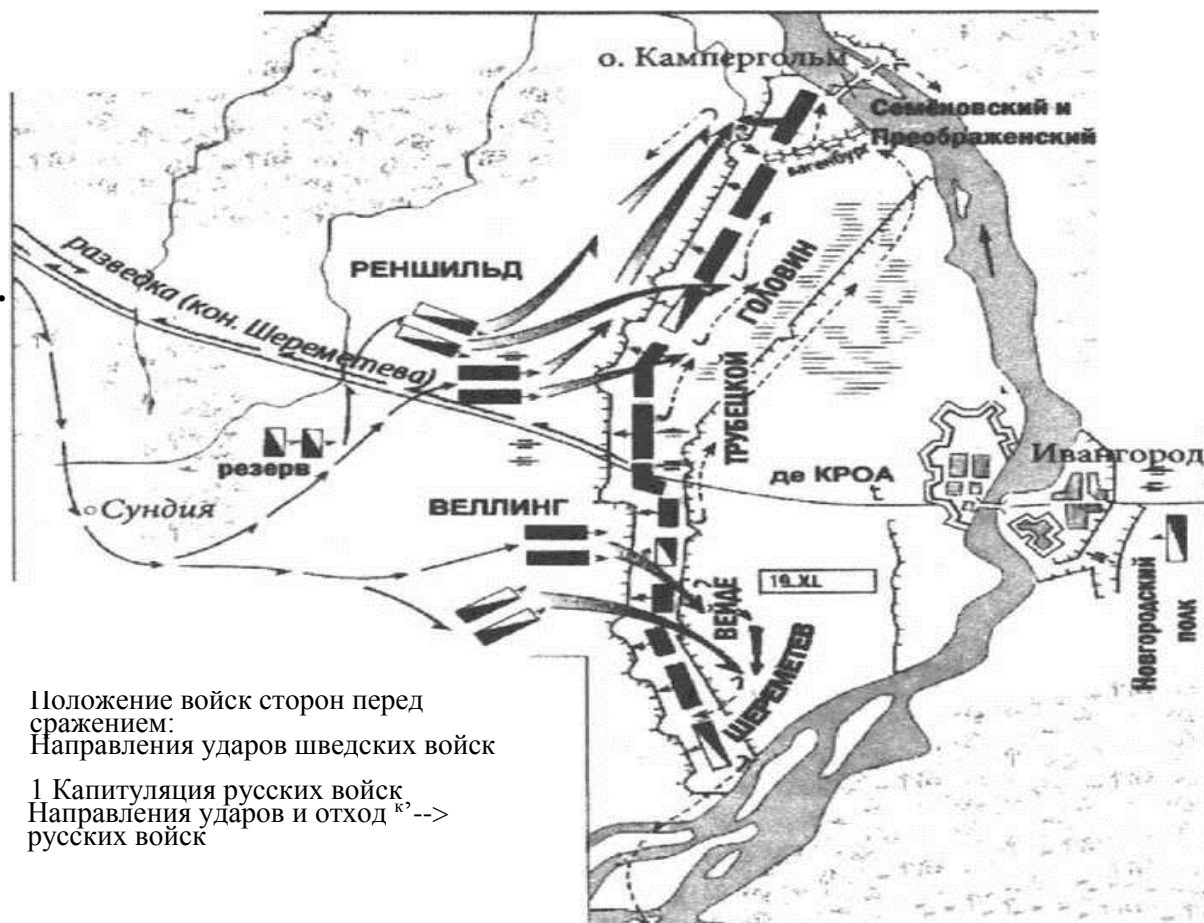 о. Кампергольм
Семёновский и
Преображенский
вагенбург
разведка (кон. Шереметева)
РЕНШИЛЬД
ГОЛОВИН
ТРУБЕЦКОЙ
резерв
Сундия
ВЕЛЛИНГ
де КРОА
Ивангород
19 XI
ВЕЙДЕ
ШЕРЕМЕТЕВ
Новгородский
полк
Положение войск сторон перед
сражением:
Направления ударов шведских войск
1 Капитуляция русских войск
Направления ударов и отход к’-->
русских войск